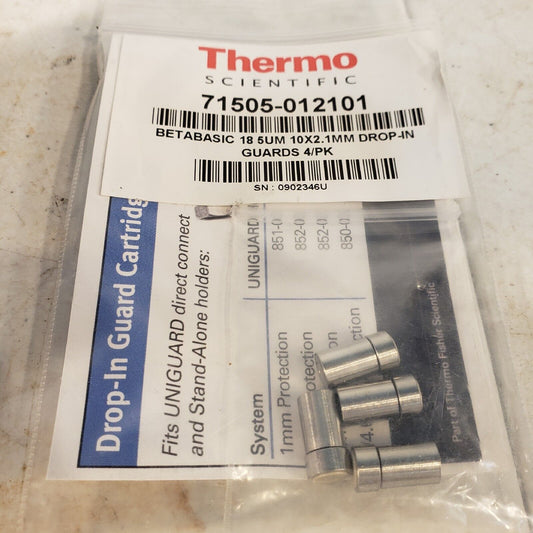 Thermo
SCIENTIFIC
71505-012101
BETABASIC 18 5UM 10X2.1MM DROP-IN
GUARDS 4/PK
SN : 0902346U
Drop-In Guard Cartridg
Fits UNIGUARD direct connect
and Stand-Alone holders:
System
UNIGUARD
1mm Protection
851-0
otection
852-0
852-0
ction
850-0
Part of Thermo Fisher Scientific